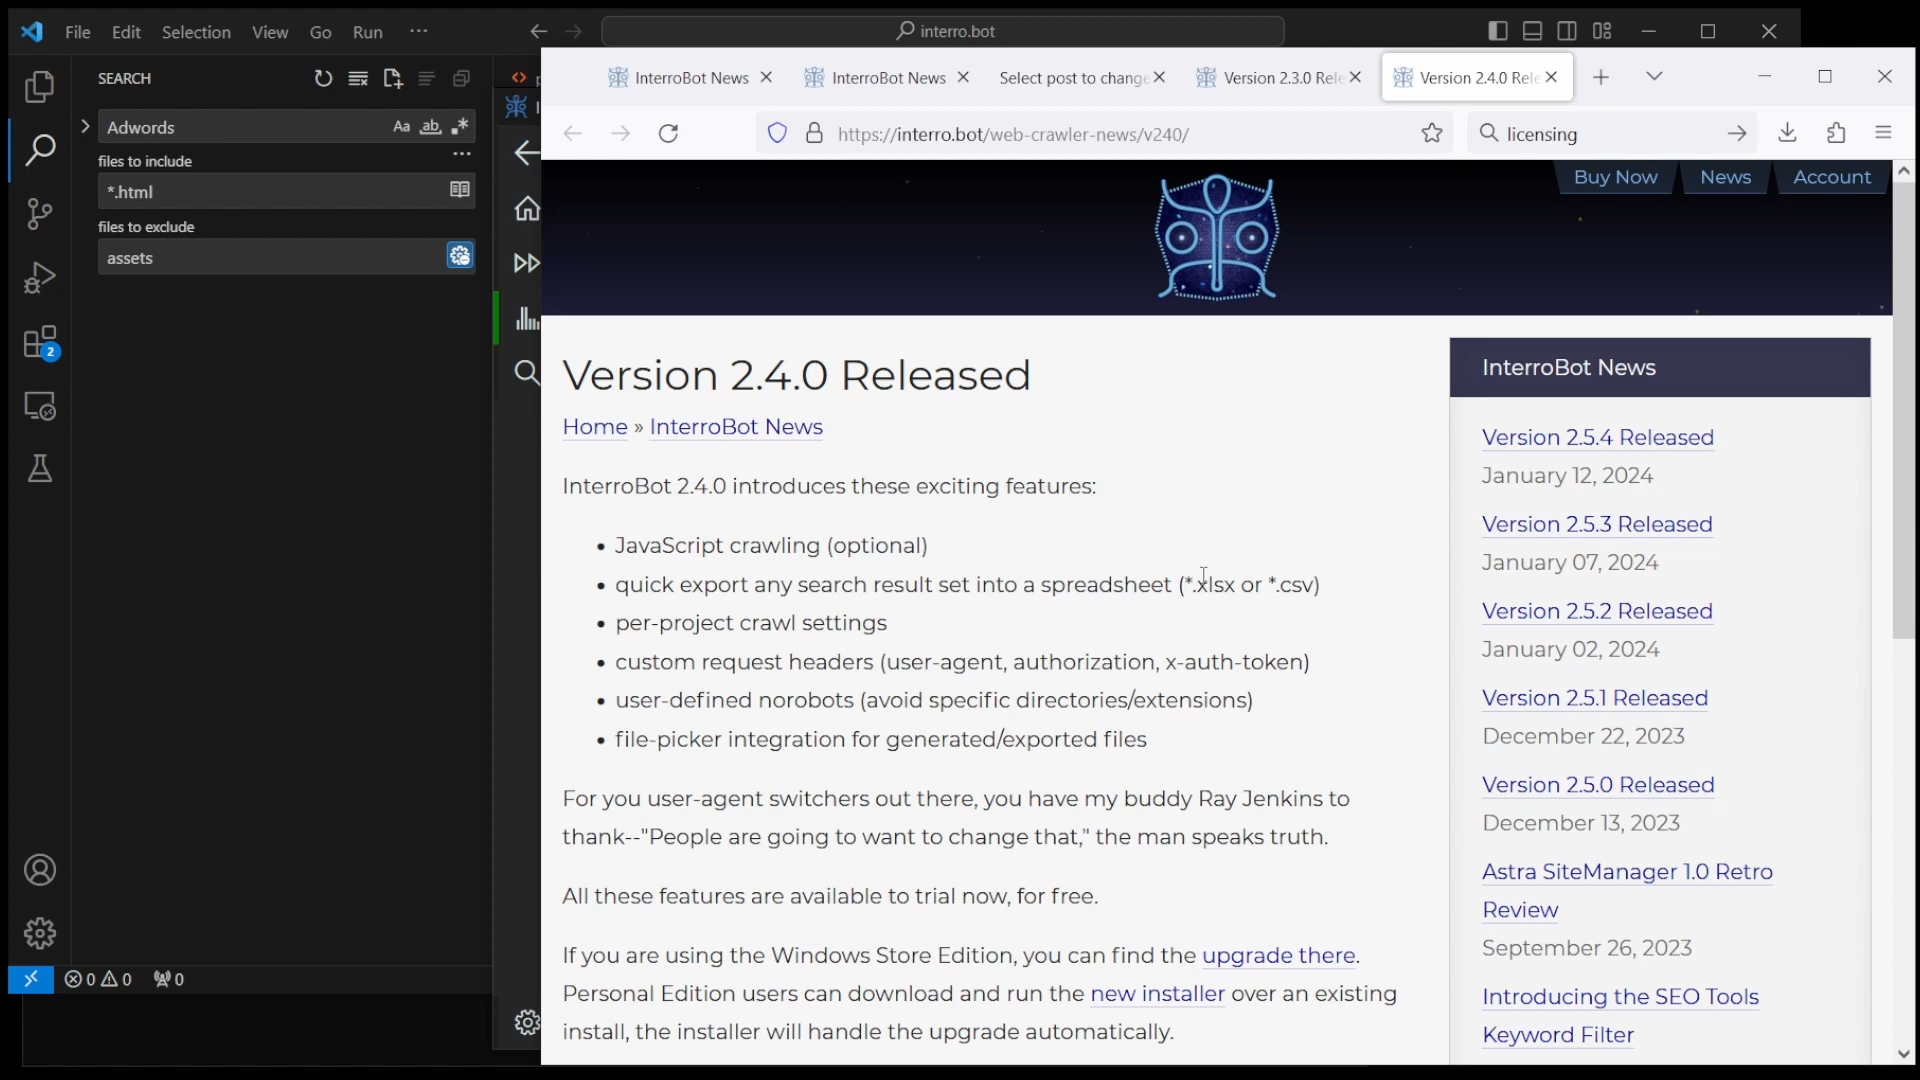 File Edit Selection View Go Run ···
interro.bot
SEARCH
Adwords
Aa ab
files to include
*.html
files to exclude
assets
2
0 0 0
InterroBot News
InterroBot News
Select post to change
Version 2.3.0 Rele
Version 2.4.0 Rele
https://interro.bot/web-crawler-news/v240/
licensing
Buy Now News Account
Version 2.4.0 Released
Home » InterroBot News
InterroBot 2.4.0 introduces these exciting features:
• JavaScript crawling (optional)
• quick export any search result set into a spreadsheet (*.xlsx or *.csv)
• per-project crawl settings
• custom request headers (user-agent, authorization, x-auth-token)
• user-defined norobots (avoid specific directories/extensions)
• file-picker integration for generated/exported files
For you user-agent switchers out there, you have my buddy Ray Jenkins to
thank--"People are going to want to change that," the man speaks truth.
All these features are available to trial now, for free.
If you are using the Windows Store Edition, you can find the upgrade there.
Personal Edition users can download and run the new installer over an existing
install, the installer will handle the upgrade automatically.
InterroBot News
Version 2.5.4 Released
January 12, 2024
Version 2.5.3 Released
January 07, 2024
Version 2.5.2 Released
January 02, 2024
Version 2.5.1 Released
December 22, 2023
Version 2.5.0 Released
December 13, 2023
Astra SiteManager 1.0 Retro
Review
September 26, 2023
Introducing the SEO Tools
Keyword Filter